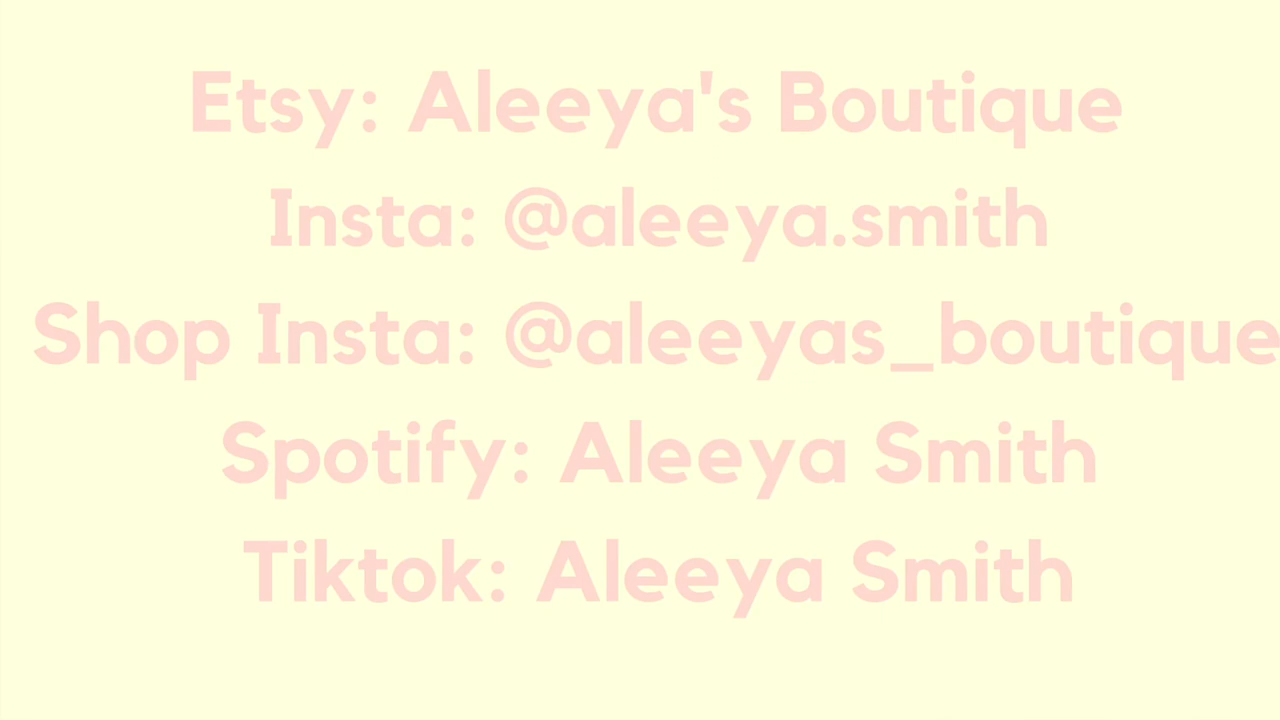 Etsy: Aleeya's Boutique
Insta: @aleeya.smith
Shop Insta: @aleeyas_boutique
Spotify: Aleeya Smith
Tiktok: Aleeya Smith